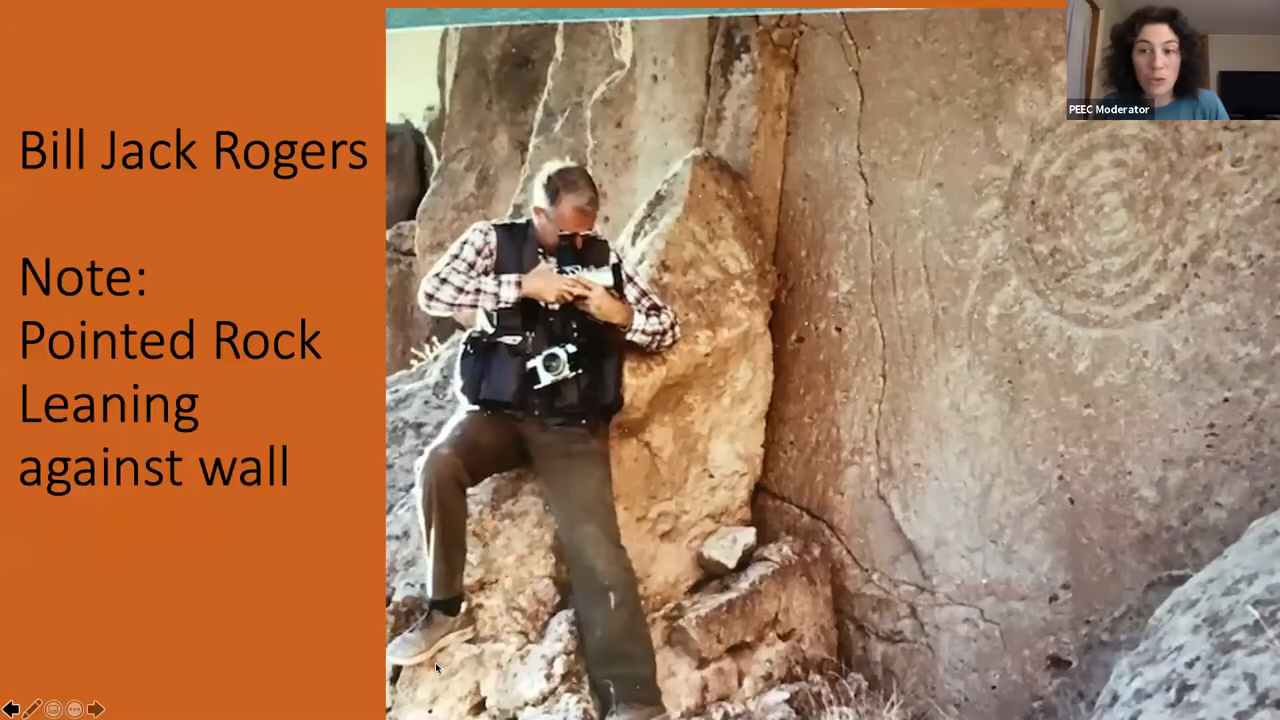 Bill Jack Rogers
Note:
Pointed Rock
Leaning
against wall
PEEC Moderator